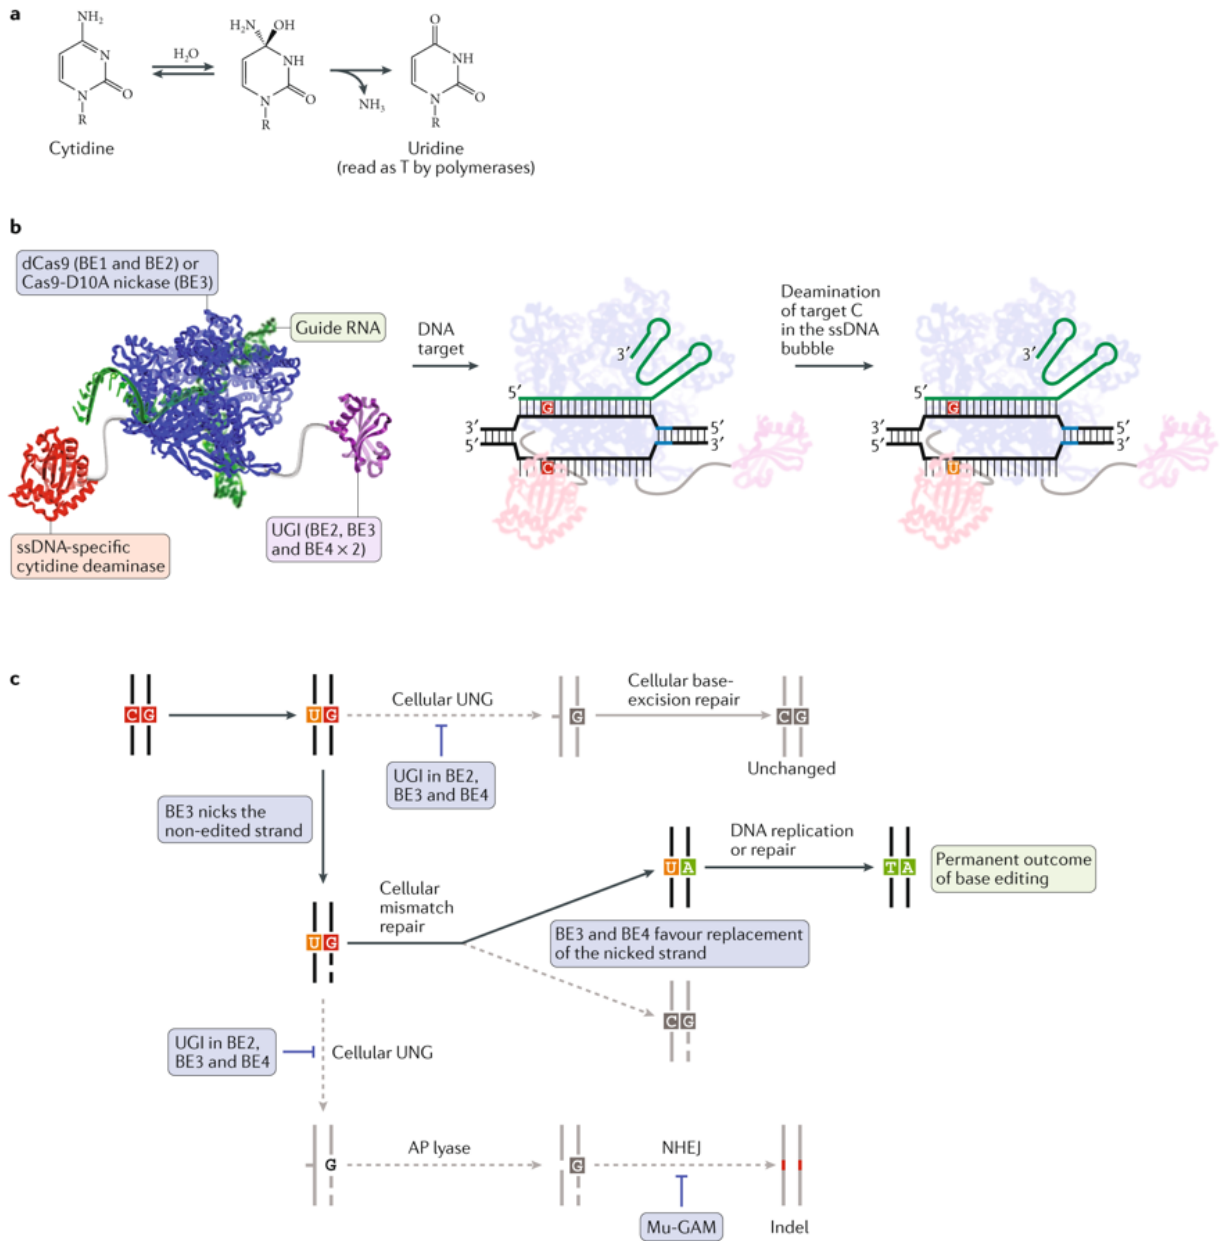 a
NH₂
N
N
O
R
Cytidine
H₂O
H₂N
OH
NH
N
O
R
NH₃
O
NH
N
O
R
Uridine
(read as T by polymerases)
b
dCas9 (BE1 and BE2) or
Cas9-D10A nickase (BE3)
Guide RNA
ssDNA-specific
cytidine deaminase
UGI (BE2, BE3
and BE4 × 2)
DNA
target
3′
5′
G
3′
5′
5′
3′
C
Deamination
of target C
in the ssDNA
bubble
3′
5′
G
3′
5′
5′
3′
U
c
C G
U G
Cellular UNG
G
Cellular base-
excision repair
C G
Unchanged
UGI in BE2,
BE3 and BE4
BE3 nicks the
non-edited strand
U G
Cellular
mismatch
repair
U A
DNA replication
or repair
T A
Permanent outcome
of base editing
BE3 and BE4 favour replacement
of the nicked strand
C G
UGI in BE2,
BE3 and BE4
Cellular UNG
G
AP lyase
G
NHEJ
Mu-GAM
Indel